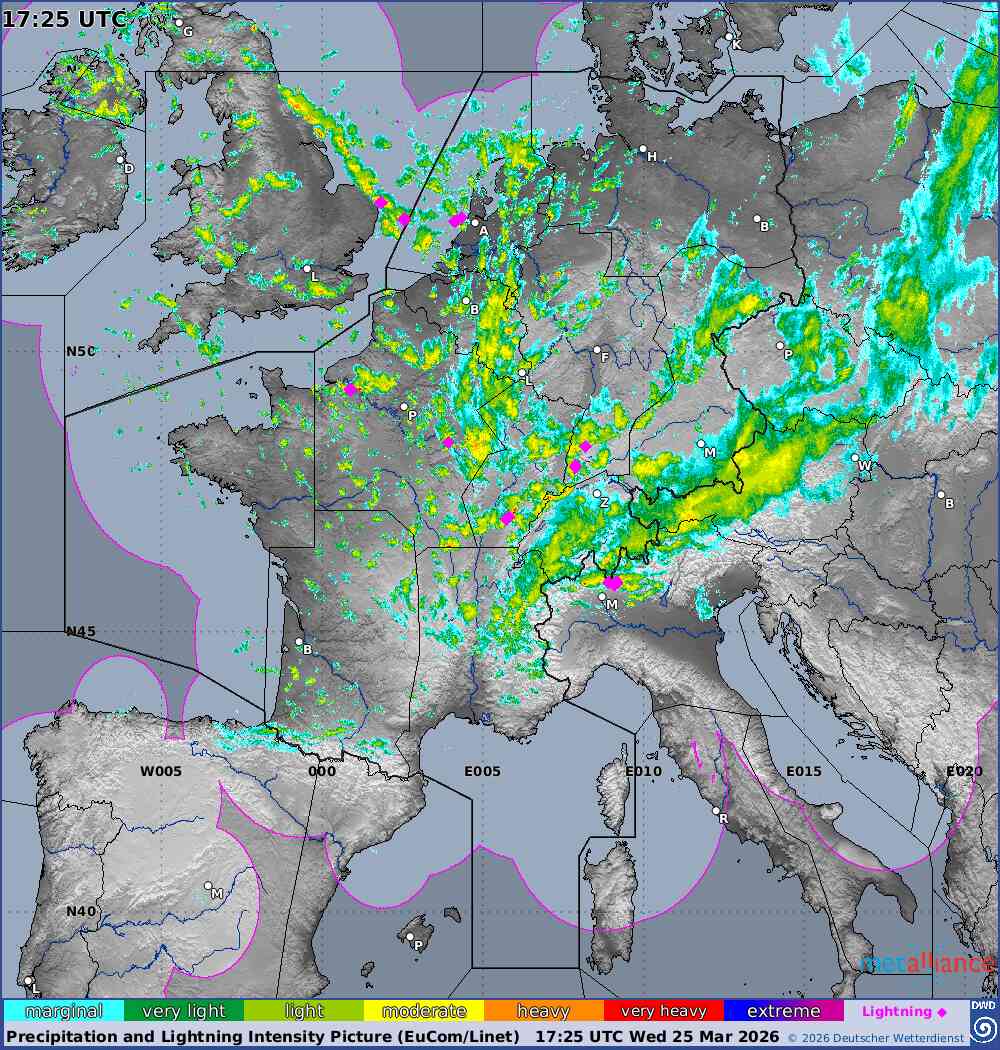 17:25 UTC
G
K
D
H
B
A
L
B
N50
F
P
L
P
M
W
Z
B
M
N45
B
W005
000
E005
E010
E015
E020
R
M
N40
P
L
metalliance
marginal very light light moderate heavy very heavy extreme Lightning
DWD
Precipitation and Lightning Intensity Picture (EuCom/Linet) 17:25 UTC Wed 25 Mar 2026 © 2026 Deutscher Wetterdienst